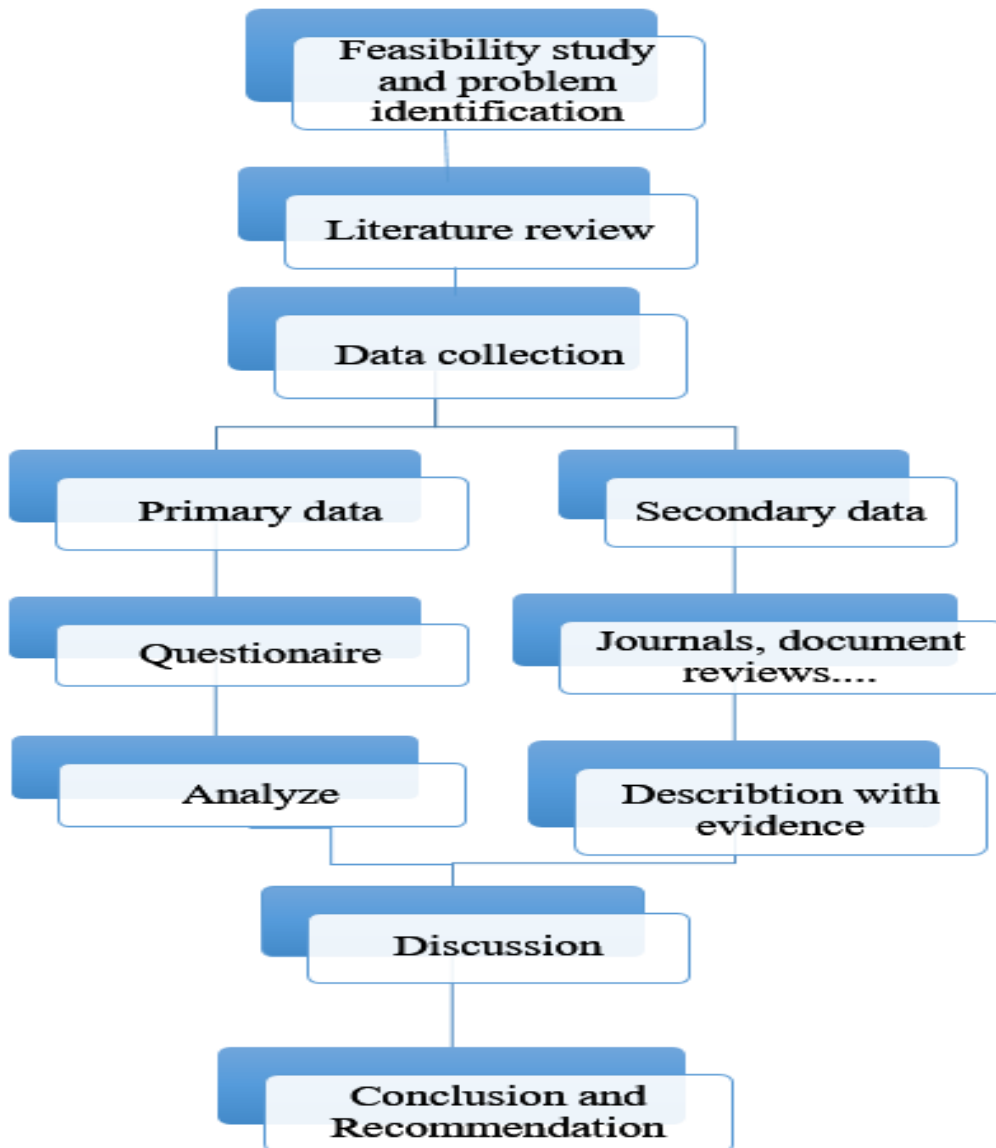 Feasibility study
and problem
identification
Literature review
Data collection
Primary data
Secondary data
Questionaire
Journals, document
reviews....
Analyze
Describtion with
evidence
Discussion
Conclusion and
Recommendation